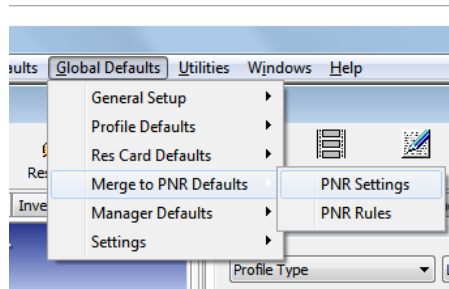 aults Global Defaults Utilities Windows Help
General Setup
Profile Defaults
Res Card Defaults
Res
Merge to PNR Defaults PNR Settings
Inve
Manager Defaults PNR Rules
Settings
Profile Type